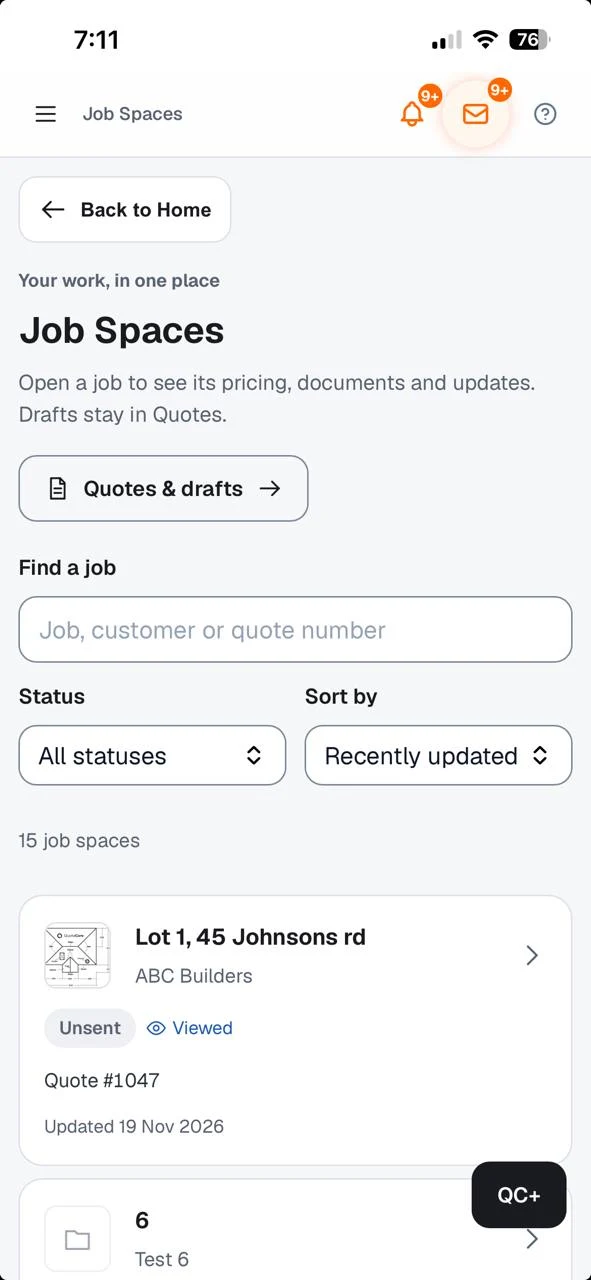 7:11
76
Job Spaces
9+
9+
Back to Home
Your work, in one place
Job Spaces
Open a job to see its pricing, documents and updates.
Drafts stay in Quotes.
Quotes & drafts
Find a job
Job, customer or quote number
Status
Sort by
All statuses
Recently updated
15 job spaces
Lot 1, 45 Johnsons rd
ABC Builders
Unsent
Viewed
Quote #1047
Updated 19 Nov 2026
QC+
6
Test 6